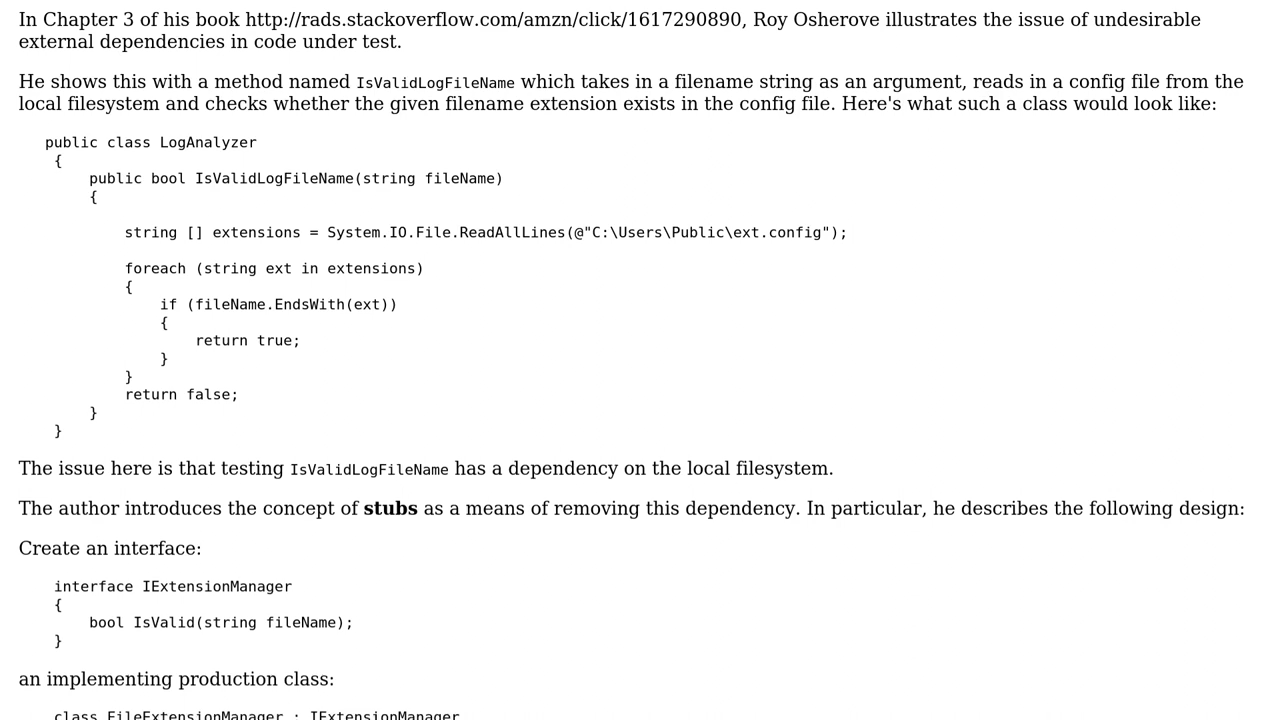 In Chapter 3 of his book http://rads.stackoverflow.com/amzn/click/1617290890, Roy Osherove illustrates the issue of undesirable
external dependencies in code under test.
He shows this with a method named IsValidLogFileName which takes in a filename string as an argument, reads in a config file from the
local filesystem and checks whether the given filename extension exists in the config file. Here's what such a class would look like:
public class LogAnalyzer
{
public bool IsValidLogFileName(string fileName)
{
string [] extensions = System.IO.File.ReadAllLines(@"C:\Users\Public\ext.config");
foreach (string ext in extensions)
{
if (fileName.EndsWith(ext))
{
return true;
}
}
return false;
}
}
The issue here is that testing IsValidLogFileName has a dependency on the local filesystem.
The author introduces the concept of stubs as a means of removing this dependency. In particular, he describes the following design:
Create an interface:
interface IExtensionManager
{
bool IsValid(string fileName);
}
an implementing production class:
class FileExtensionManager : IExtensionManager